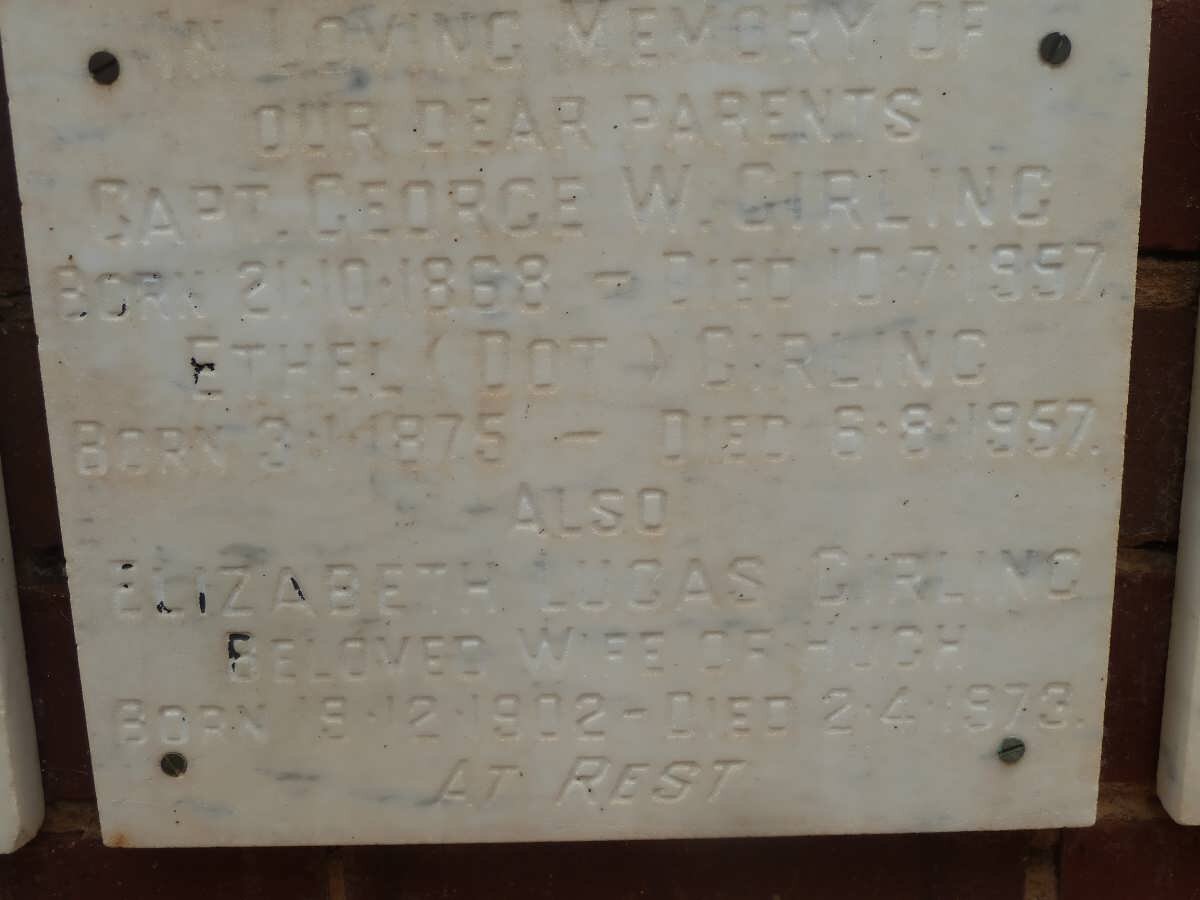 IN LOVING MEMORY OF
OUR DEAR PARENTS
CAPT. GEORGE W. GIRLING
BORN 21·10·1868 – DIED 10·7·1957
ETHEL (DOT) GIRLING
BORN 3·1·1875 – DIED 6·8·1957.
ALSO
ELIZABETH LUCAS GIRLING
BELOVED WIFE OF HUGH
BORN 19·12·1902 – DIED 2·4·1973.
AT REST